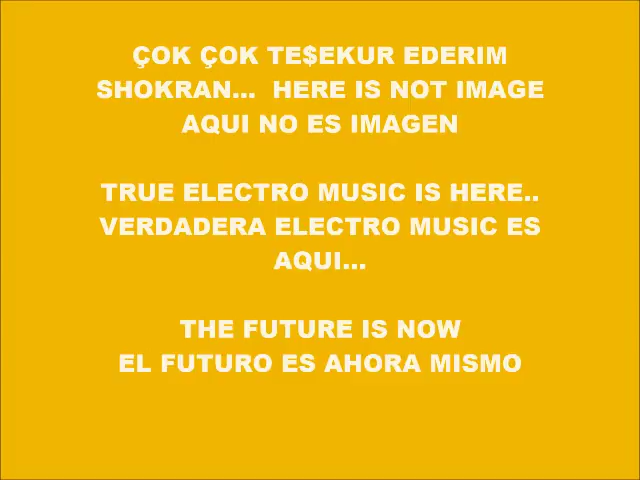 ÇOK ÇOK TE$EKUR EDERIM
SHOKRAN...  HERE IS NOT IMAGE
AQUI NO ES IMAGEN
TRUE ELECTRO MUSIC IS HERE..
VERDADERA ELECTRO MUSIC ES
AQUI...
THE FUTURE IS NOW
EL FUTURO ES AHORA MISMO